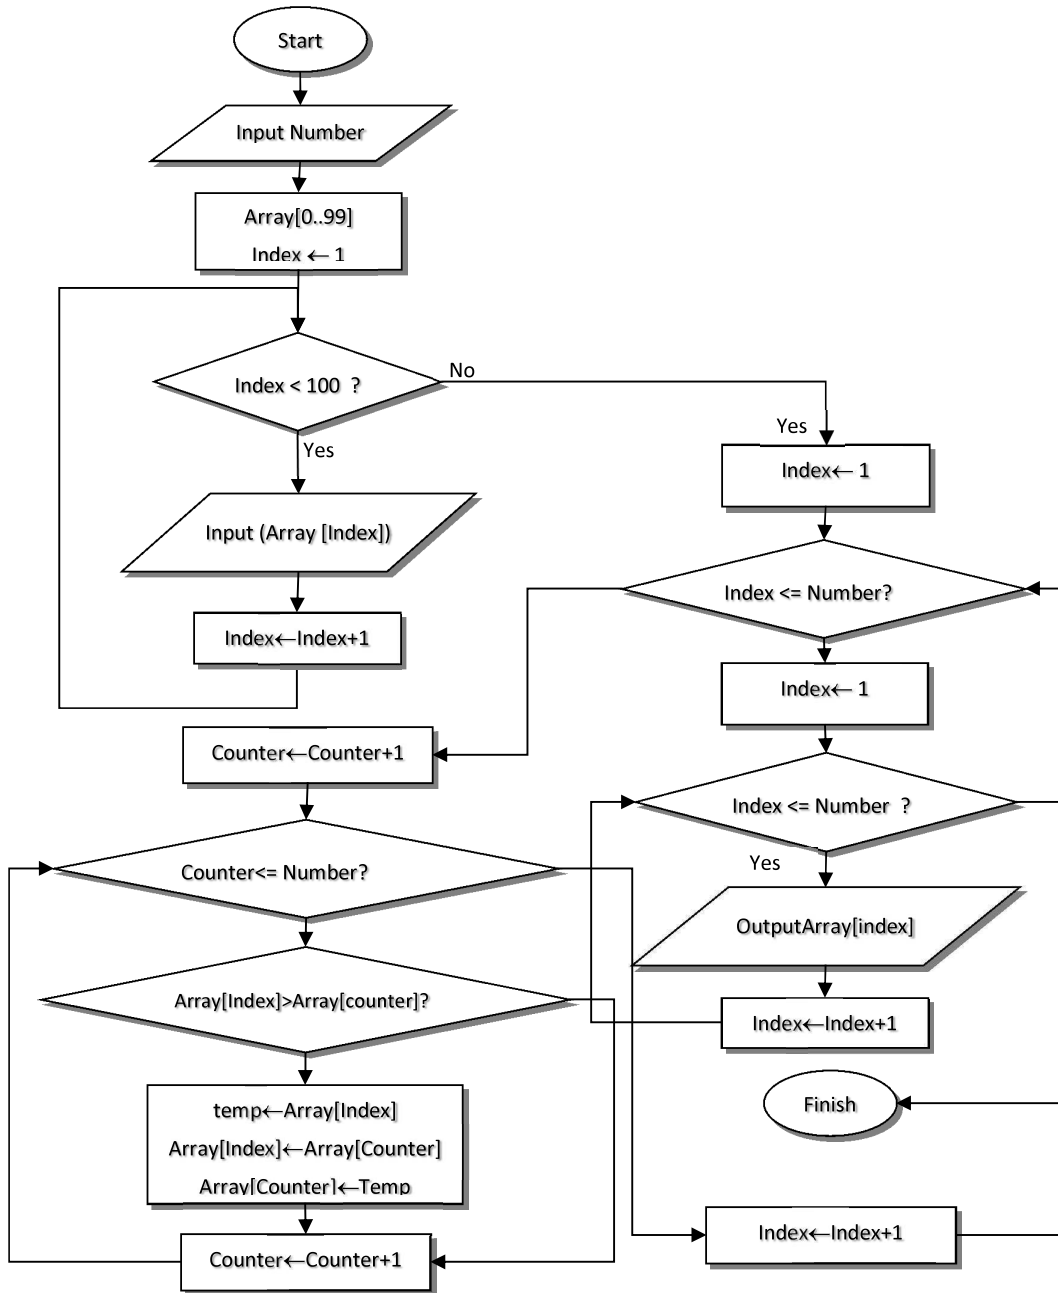 Start
Input Number
Array[0..99]
Index ← 1
Index < 100 ?
No
Yes
Input (Array [Index])
Index←Index+1
Yes
Index← 1
Index <= Number?
Index← 1
Counter←Counter+1
Index <= Number ?
Yes
Counter<= Number?
OutputArray[index]
Array[Index]>Array[counter]?
Index←Index+1
temp←Array[Index]
Array[Index]←Array[Counter]
Array[Counter]←Temp
Finish
Counter←Counter+1
Index←Index+1